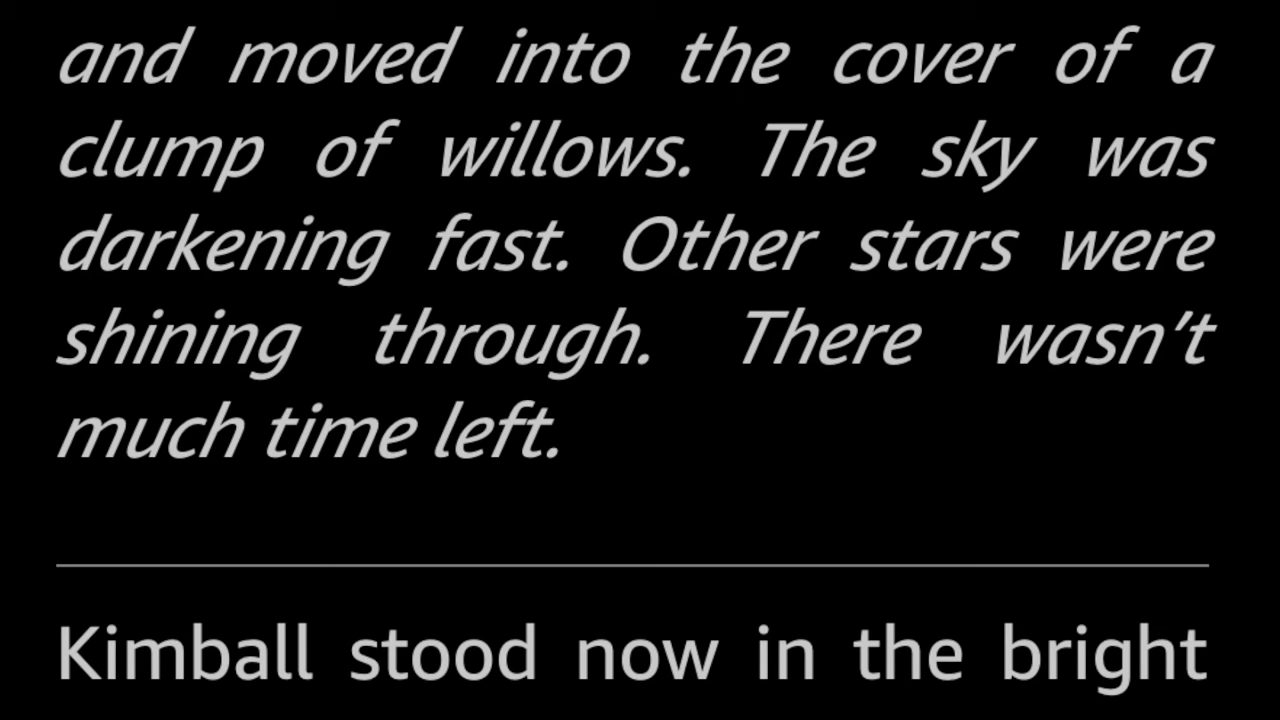 and moved into the cover of a
clump of willows. The sky was
darkening fast. Other stars were
shining through. There wasn’t
much time left.
Kimball stood now in the bright